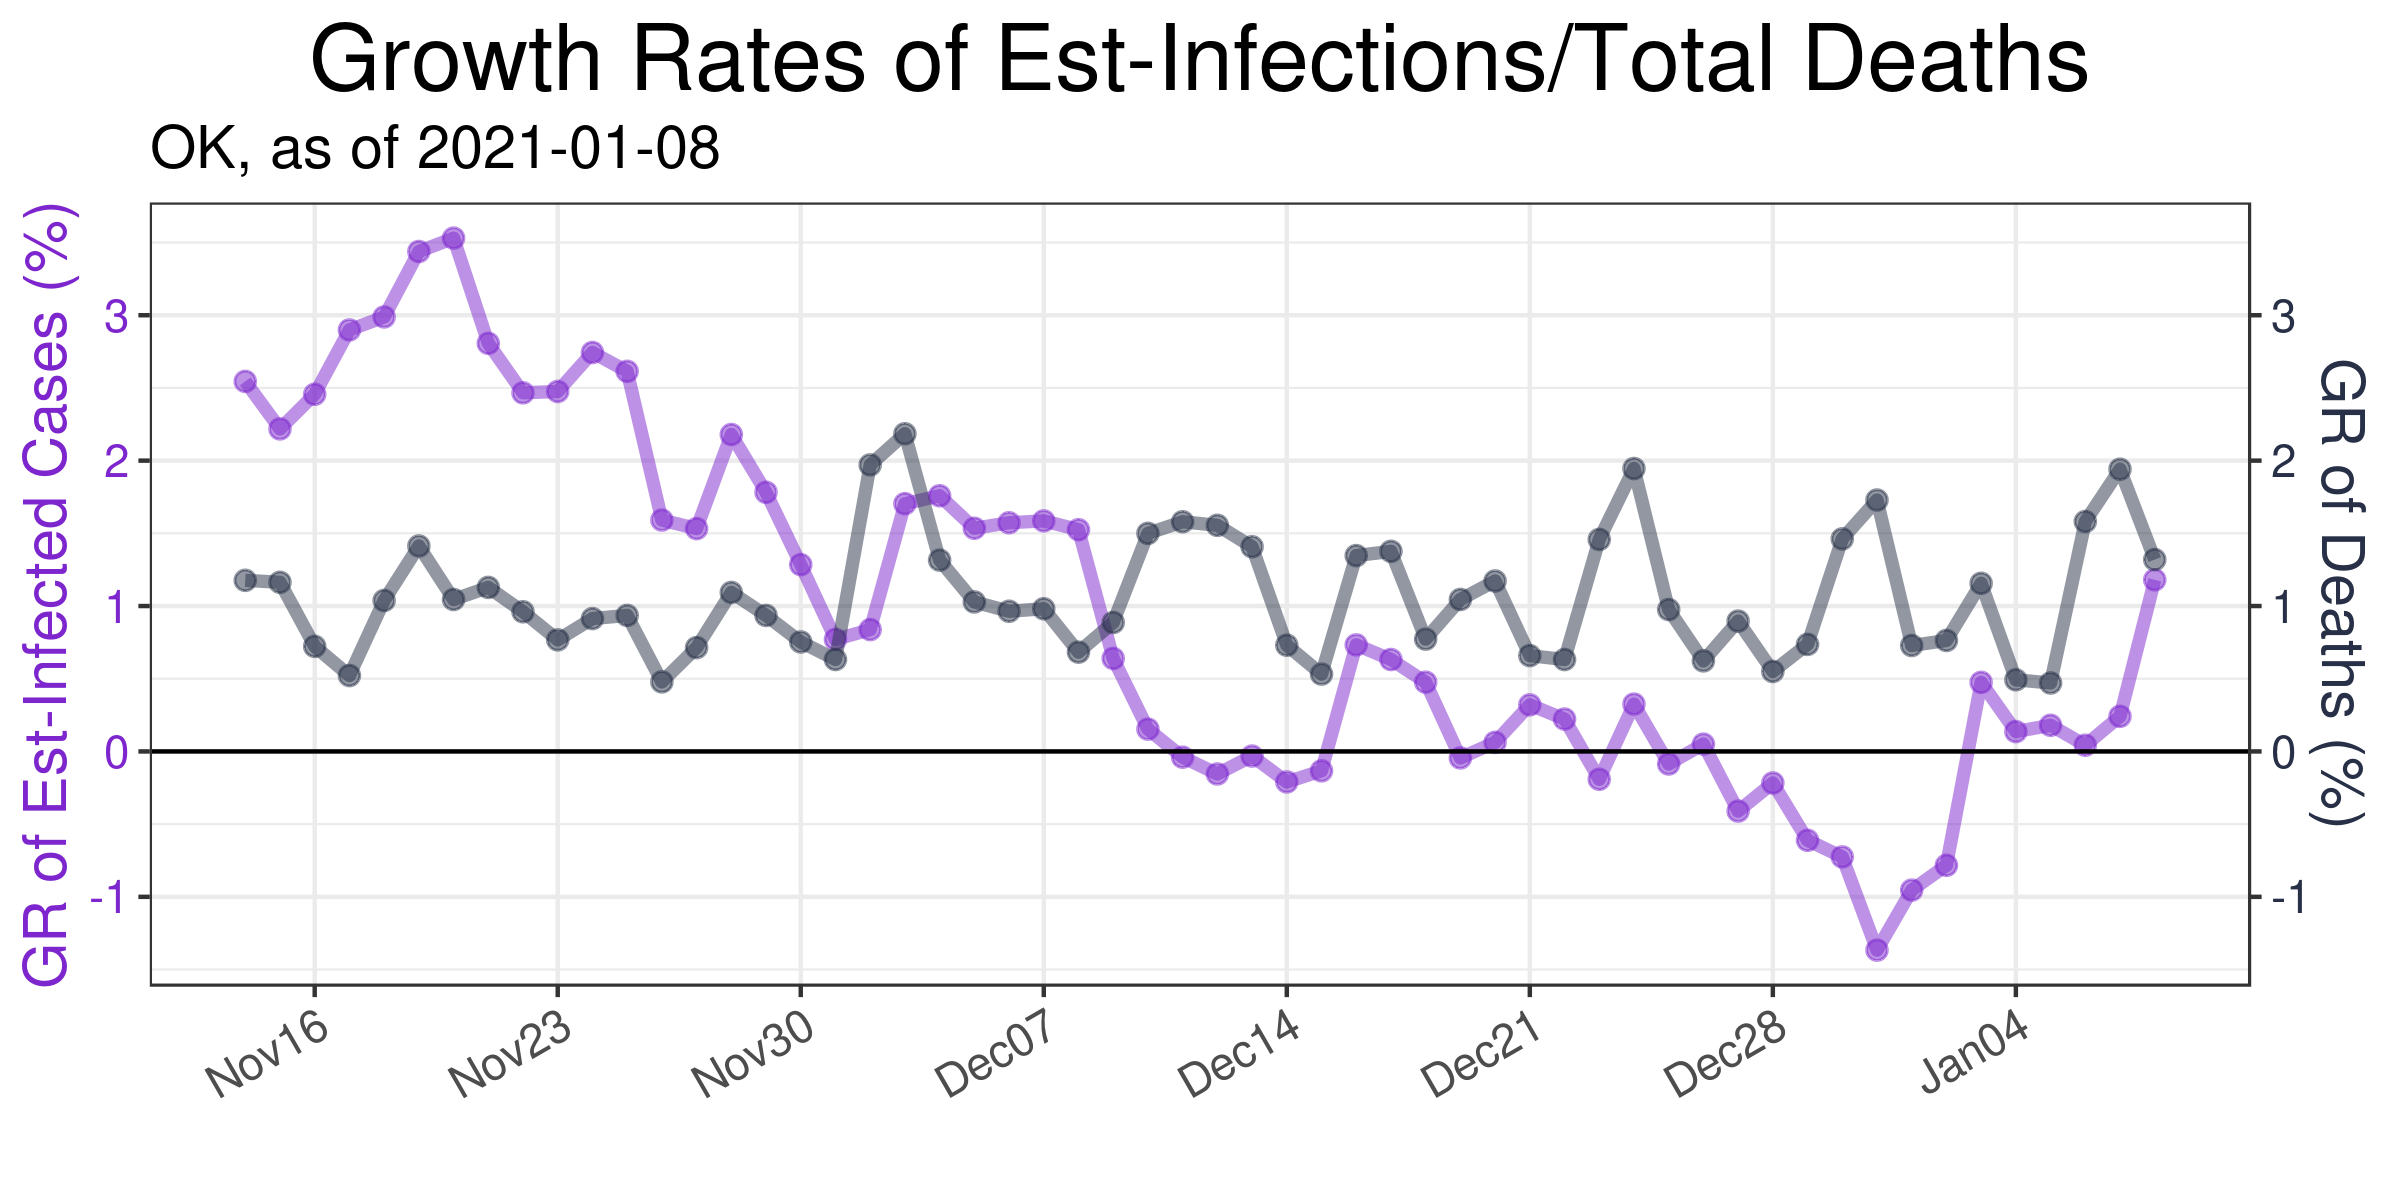 Growth Rates of Est-Infections/Total Deaths
OK, as of 2021-01-08
GR of Est-Infected Cases (%)
3
2
1
0
-1
3
2
1
0
-1
GR of Deaths (%)
Nov16
Nov23
Nov30
Dec07
Dec14
Dec21
Dec28
Jan04